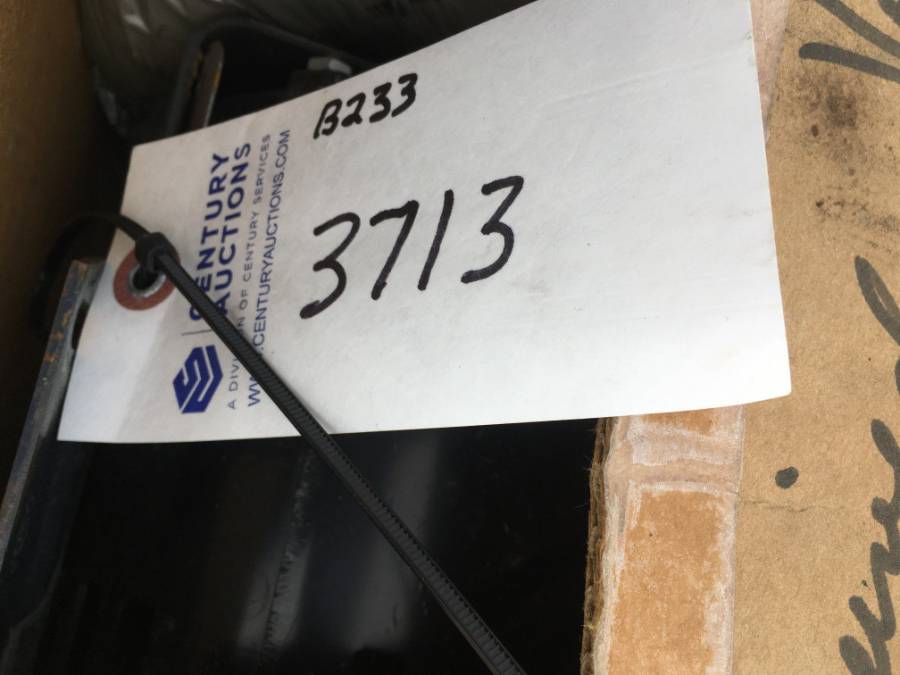 B233
3713
CENTURY
AUCTIONS
A DIVISION OF CENTURY SERVICES
WWW.CENTURYAUCTIONS.COM